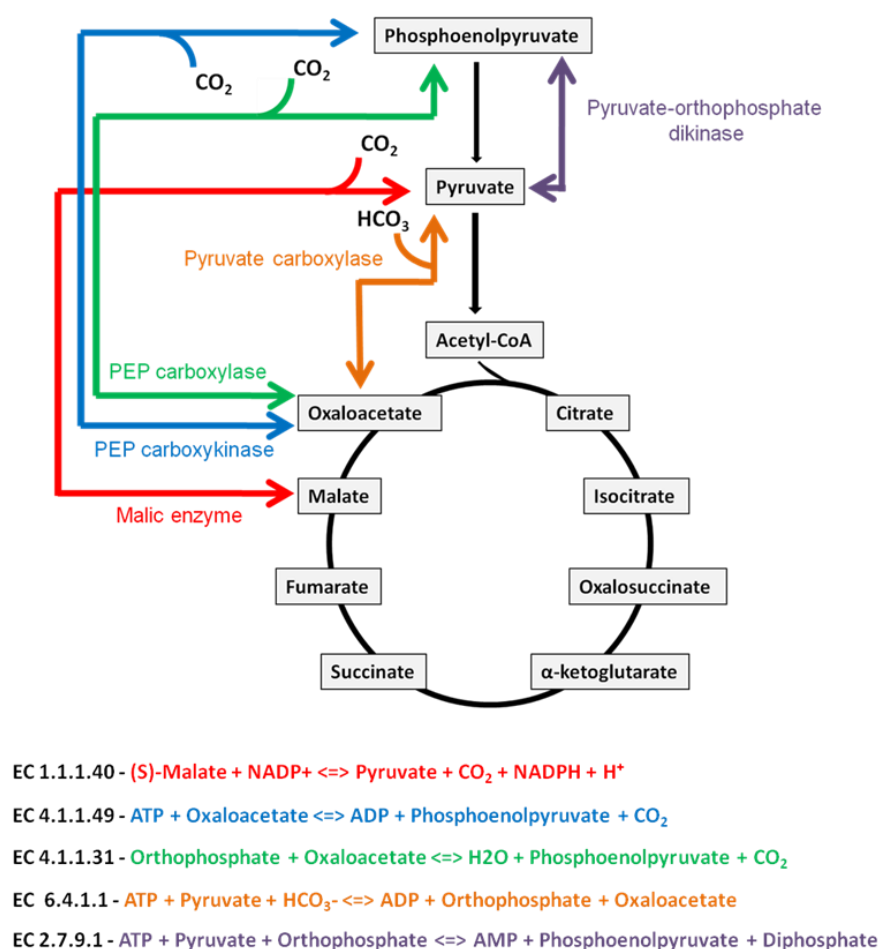 Phosphoenolpyruvate
CO₂
CO₂
Pyruvate-orthophosphate
dikinase
CO₂
Pyruvate
HCO₃
Pyruvate carboxylase
Acetyl-CoA
PEP carboxylase
Oxaloacetate
Citrate
PEP carboxykinase
Malate
Isocitrate
Malic enzyme
Fumarate
Oxalosuccinate
Succinate
α-ketoglutarate
EC 1.1.1.40 - (S)-Malate + NADP+ <=> Pyruvate + CO₂ + NADPH + H⁺
EC 4.1.1.49 - ATP + Oxaloacetate <=> ADP + Phosphoenolpyruvate + CO₂
EC 4.1.1.31 - Orthophosphate + Oxaloacetate <=> H2O + Phosphoenolpyruvate + CO₂
EC 6.4.1.1 - ATP + Pyruvate + HCO₃- <=> ADP + Orthophosphate + Oxaloacetate
EC 2.7.9.1 - ATP + Pyruvate + Orthophosphate <=> AMP + Phosphoenolpyruvate + Diphosphate